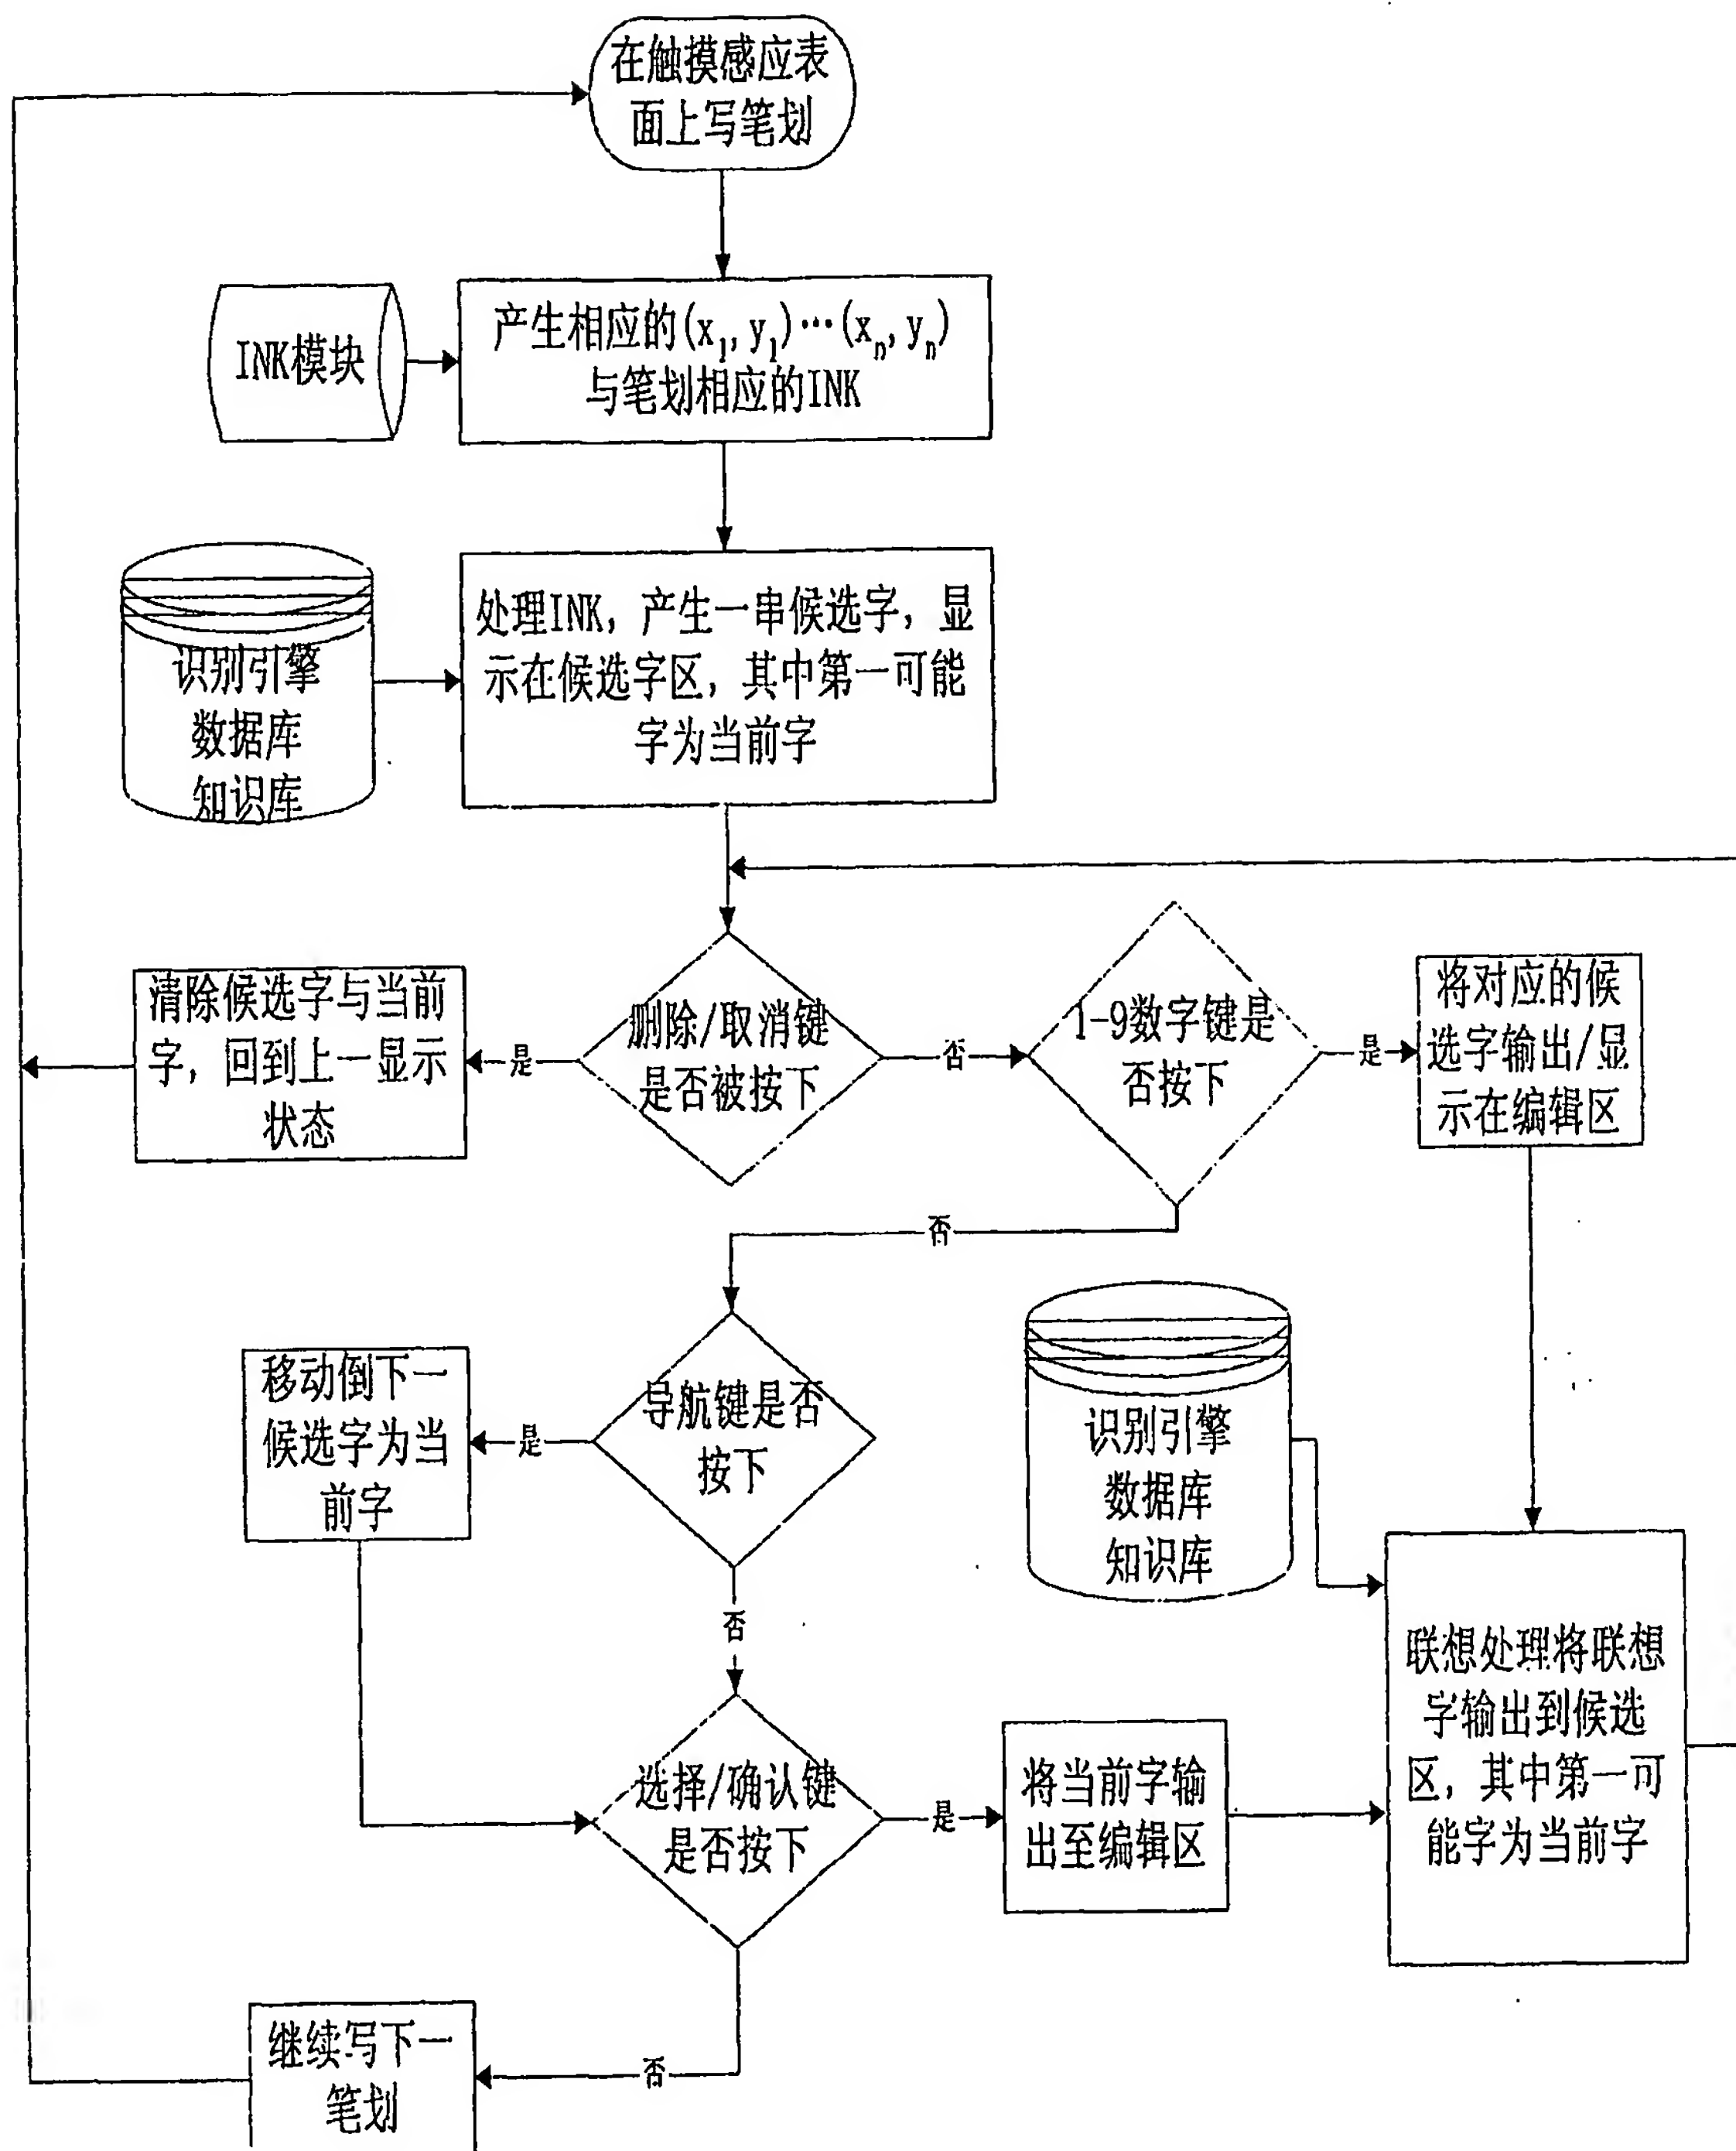 在触摸感应表
面上写笔划
INK模块
产生相应的(x₁,y₁)…(xₙ,yₙ)
与笔划相应的INK
识别引擎
数据库
知识库
处理INK, 产生一串候选字, 显
示在候选字区, 其中第一可能
字为当前字
清除候选字与当前
字, 回到上一显示
状态
是
删除/取消键
是否被按下
否
1-9数字键是
否按下
是
将对应的候
选字输出/显
示在编辑区
否
移动倒下一
候选字为当
前字
是
导航键是否
按下
识别引擎
数据库
知识库
否
联想处理将联想
字输出到候选
区, 其中第一可
能字为当前字
选择/确认键
是否按下
是
将当前字输
出至编辑区
继续写下一
笔划
否